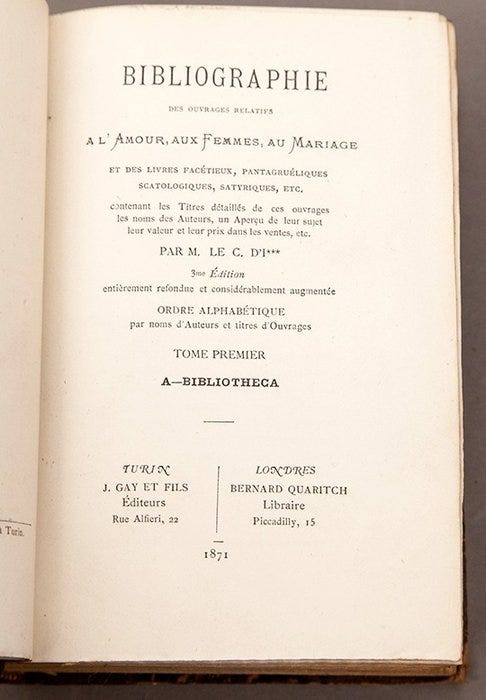 BIBLIOGRAPHIE
DES OUVRAGES RELATIFS
A L'AMOUR, AUX FEMMES, AU MARIAGE
ET DES LIVRES FACÉTIEUX, PANTAGRUÉLIQUES
SCATOLOGIQUES, SATYRIQUES, ETC.
contenant les Titres détaillés de ces ouvrages
les noms des Auteurs, un Aperçu de leur sujet
leur valeur et leur prix dans les ventes, etc.
PAR M. LE C. D'I***
3me Édition
entièrement refondue et considérablement augmentée
ORDRE ALPHABÉTIQUE
par noms d'Auteurs et titres d'Ouvrages
TOME PREMIER
A—BIBLIOTHECA
TURIN
J. GAY ET FILS
Éditeurs
Rue Alfieri, 22
LONDRES
BERNARD QUARITCH
Libraire
Piccadilly, 15
1871
à Turin.